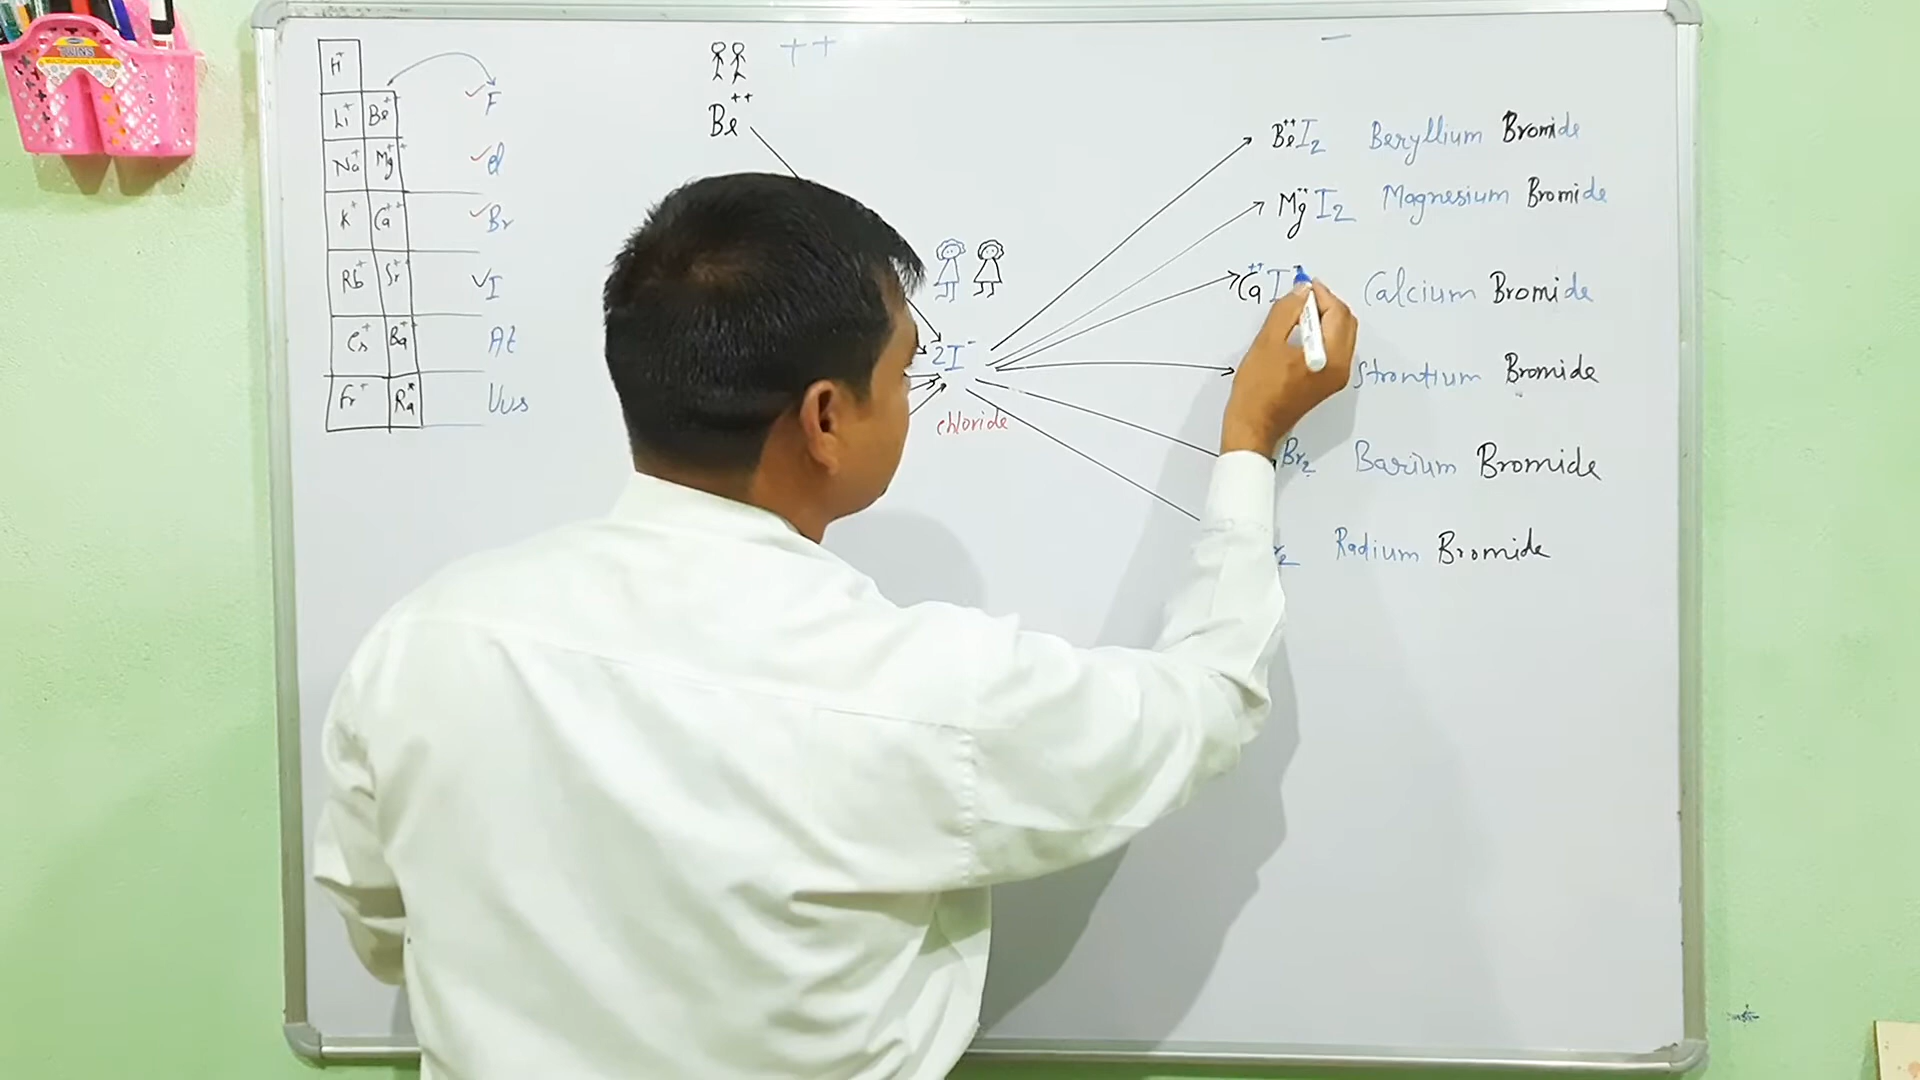 H+
Li+ Be++ F
Na+ Mg++ Cl
K+ Ca++ Br
Rb+ Sr++ I
Cs+ Ba++ At
Fr+ Ra* Uus
++
Be++
2I-
chloride
-
Be++I2 Beryllium Bromide
Mg++I2 Magnesium Bromide
Ca++I Calcium Bromide
Strontium Bromide
Br2 Barium Bromide
Radium Bromide